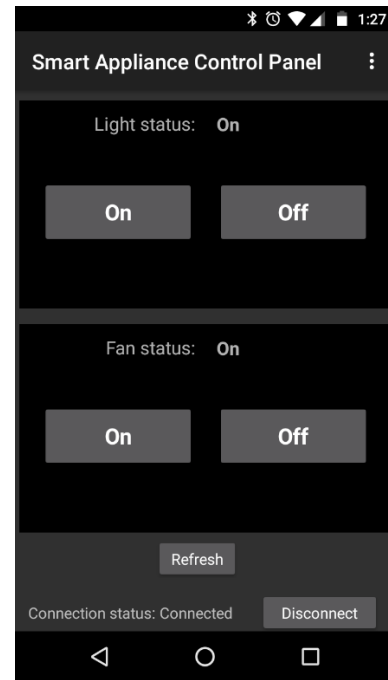 1:27
Smart Appliance Control Panel
Light status: On
On Off
Fan status: On
On Off
Refresh
Connection status: Connected Disconnect